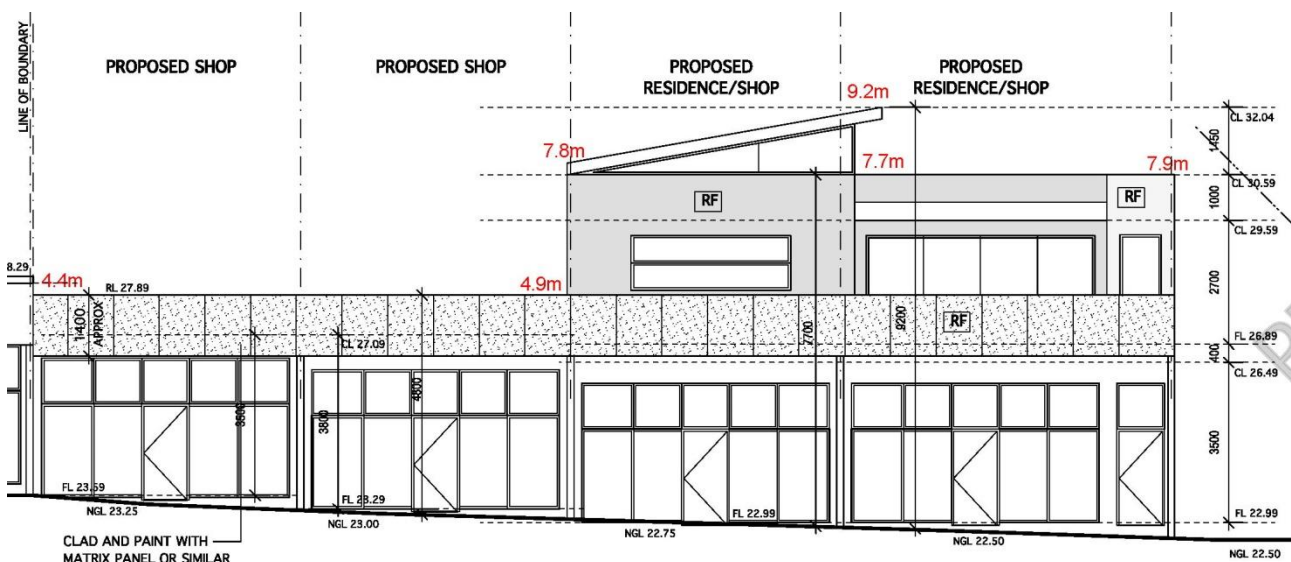 LINE OF BOUNDARY
PROPOSED SHOP
PROPOSED SHOP
PROPOSED
RESIDENCE/SHOP
PROPOSED
RESIDENCE/SHOP
9.2m
CL 32.04
1450
7.8m
7.7m
7.9m
CL 30.59
RF
RF
1000
CL 29.59
8.29
4.4m
RL 27.89
4.9m
2700
1400
APPROX
CL 27.09
7700
9200
RF
FL 26.89
400
CL 26.49
3800
3800
4800
3500
FL 23.59
FL 23.29
FL 22.99
FL 22.99
NGL 23.25
NGL 23.00
NGL 22.75
NGL 22.50
NGL 22.50
CLAD AND PAINT WITH
MATRIX PANEL OR SIMILAR